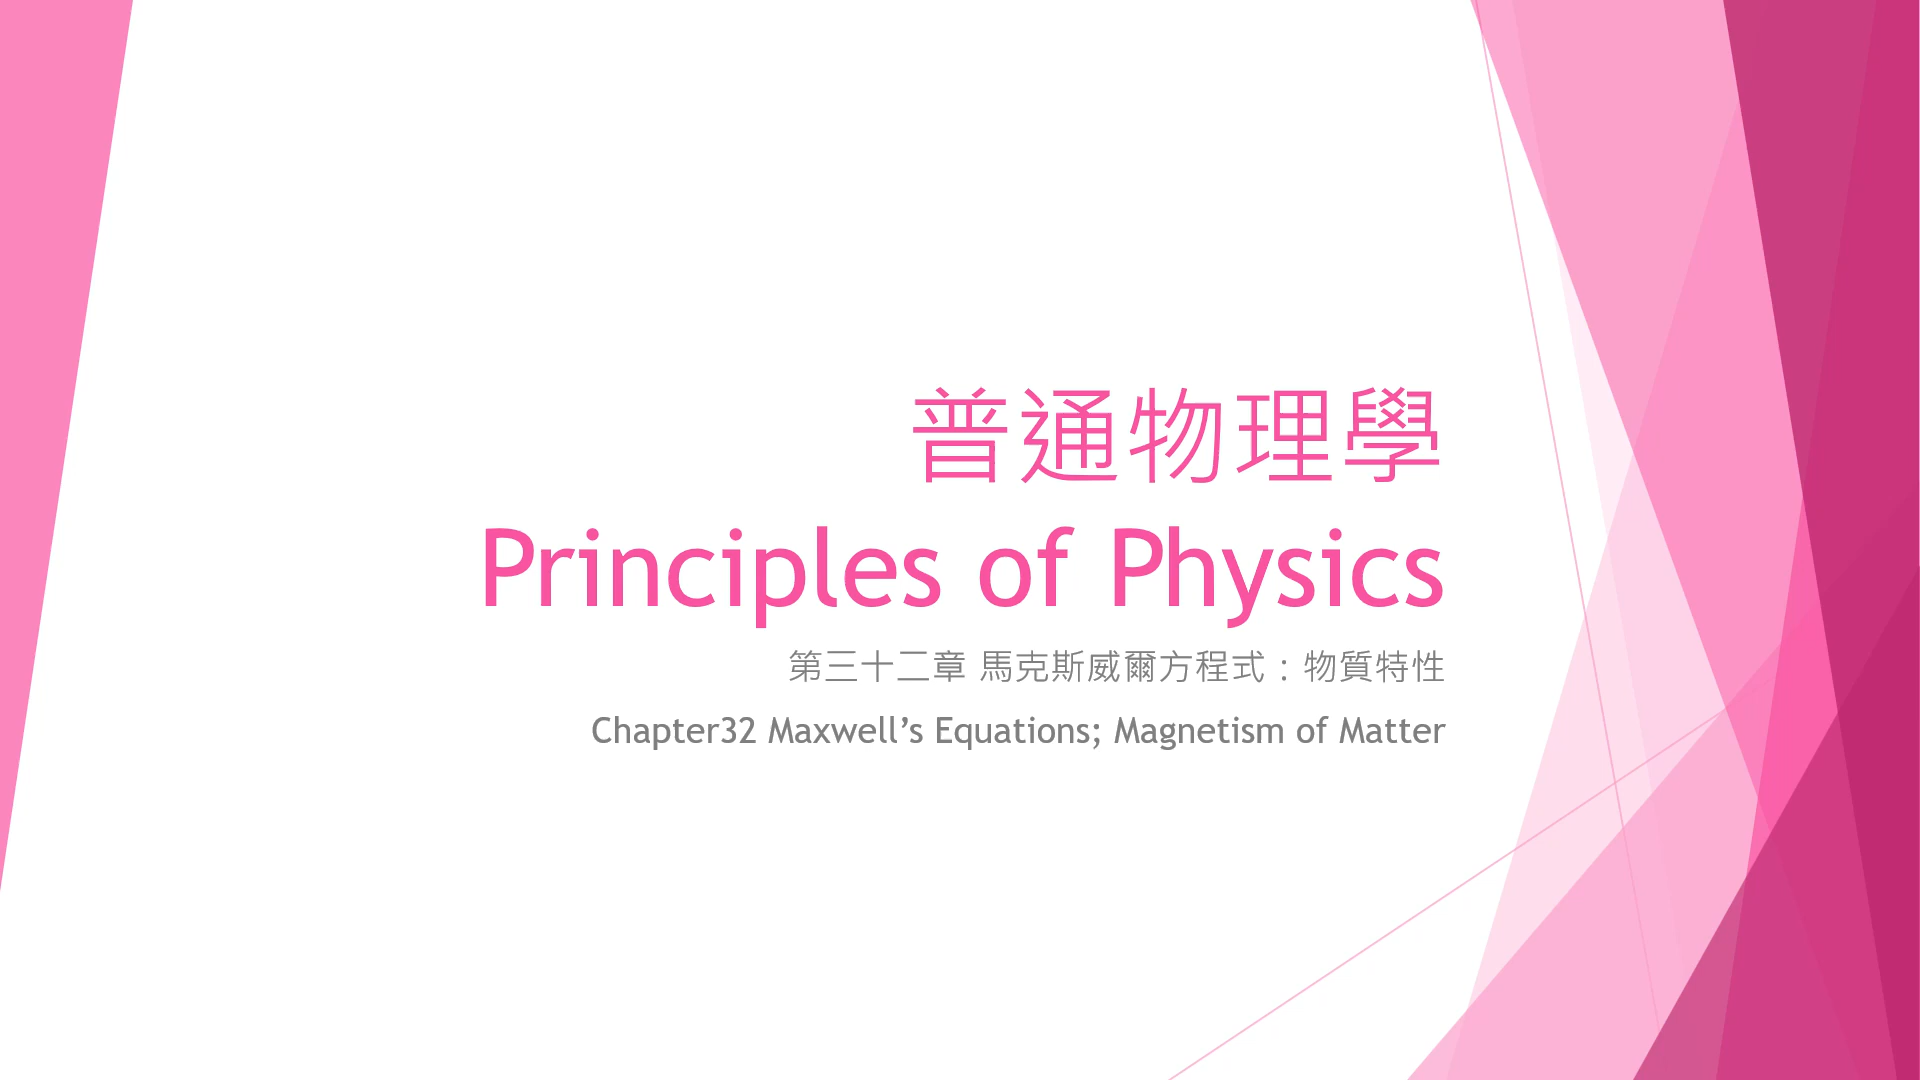 普通物理學
Principles of Physics
第三十二章 馬克斯威爾方程式：物質特性
Chapter32 Maxwell’s Equations; Magnetism of Matter